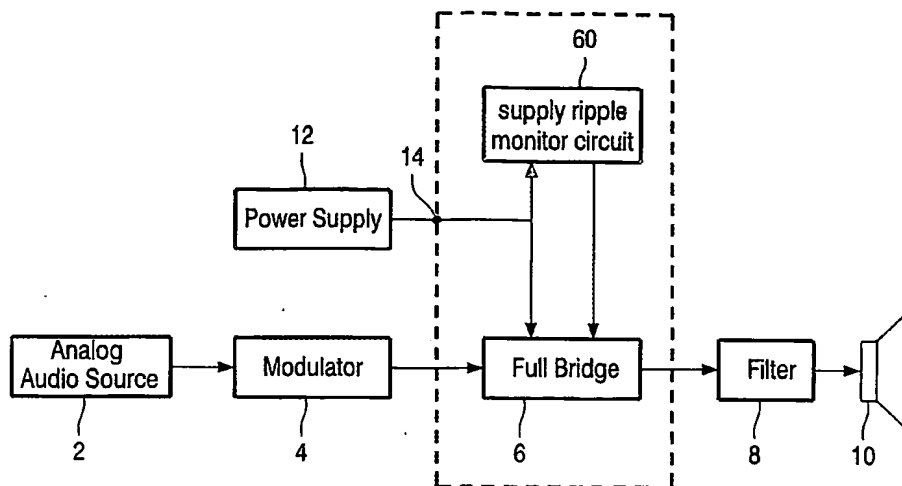 60
supply ripple
monitor circuit
12
14
Power Supply
Analog
Audio Source
Modulator
Full Bridge
Filter
2
4
6
8
10